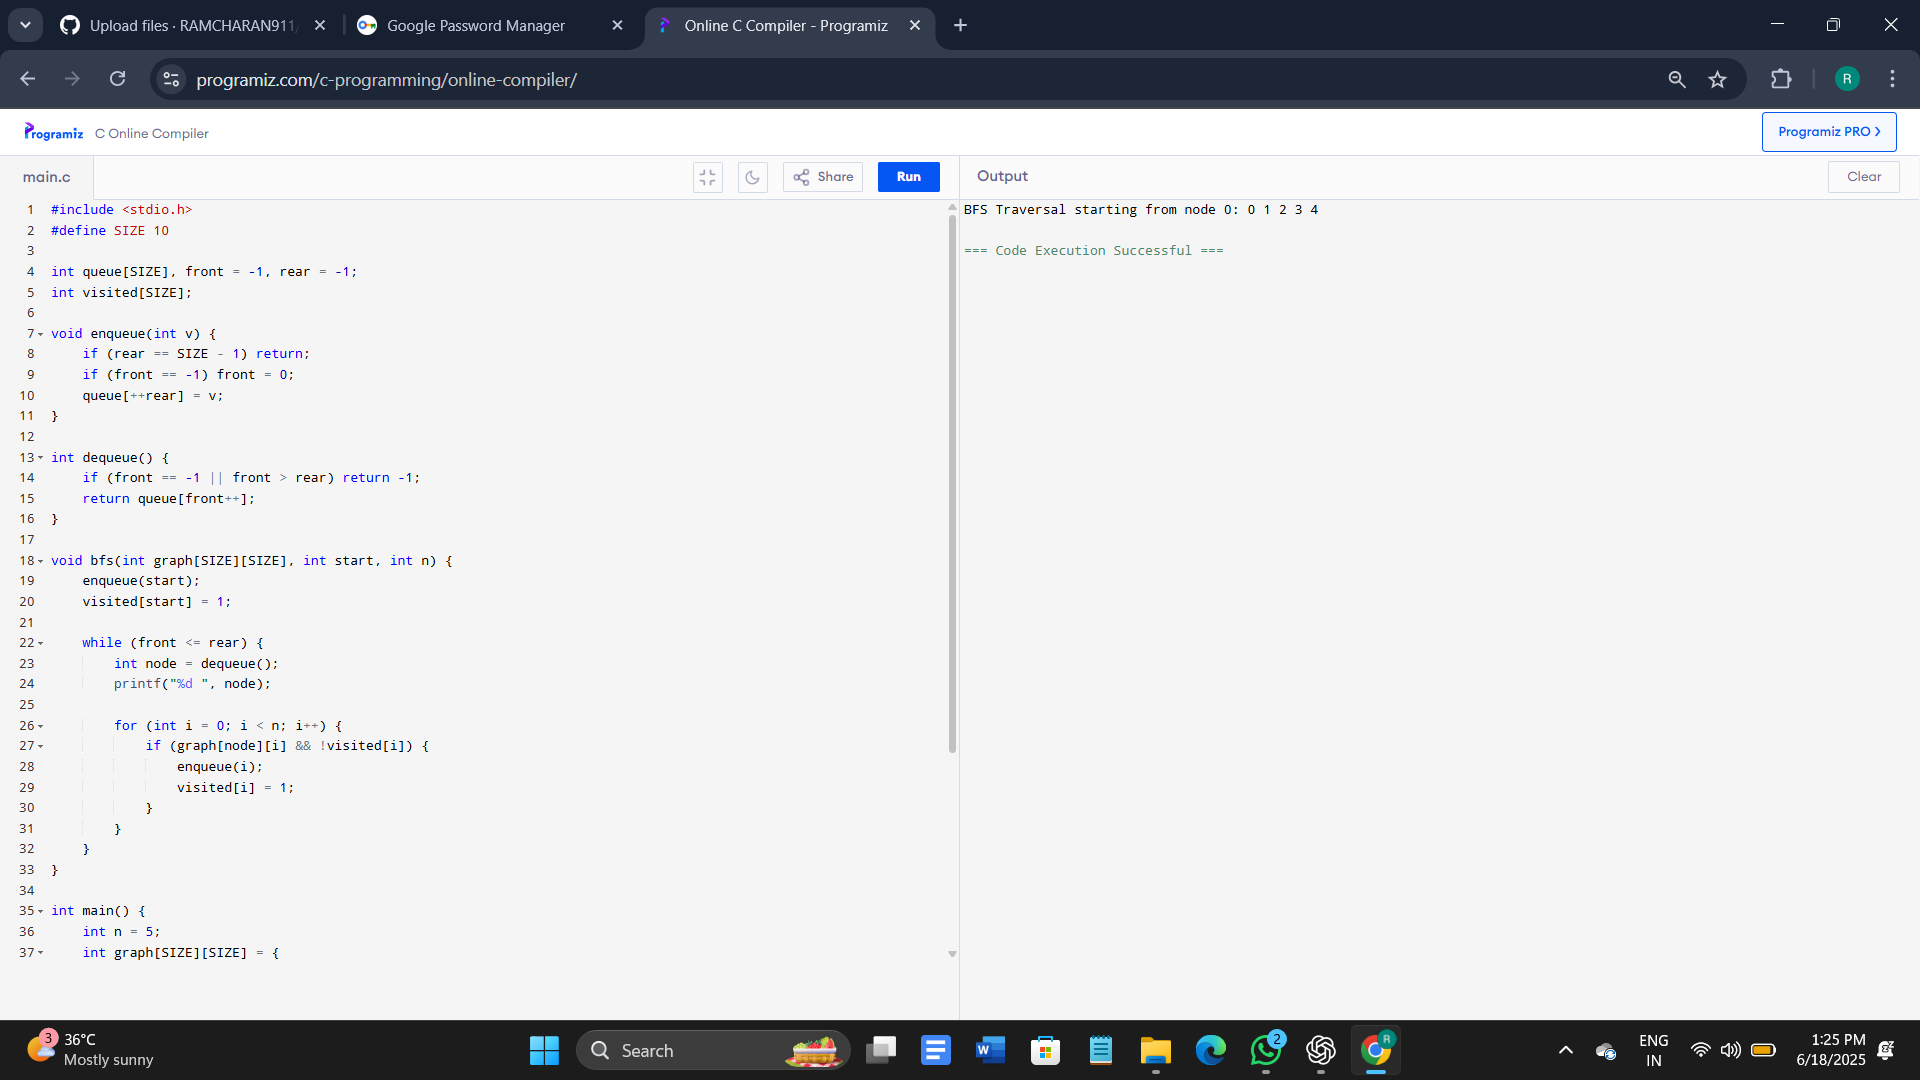 Upload files · RAMCHARAN911/
Google Password Manager
Online C Compiler - Programiz
programiz.com/c-programming/online-compiler/
R
Programiz
C Online Compiler
Programiz PRO
main.c
Share
Run
Output
Clear
1 #include <stdio.h>
2 #define SIZE 10
3
4 int queue[SIZE], front = -1, rear = -1;
5 int visited[SIZE];
6
7 void enqueue(int v) {
8     if (rear == SIZE - 1) return;
9     if (front == -1) front = 0;
10     queue[++rear] = v;
11 }
12
13 int dequeue() {
14     if (front == -1 || front > rear) return -1;
15     return queue[front++];
16 }
17
18 void bfs(int graph[SIZE][SIZE], int start, int n) {
19     enqueue(start);
20     visited[start] = 1;
21
22     while (front <= rear) {
23         int node = dequeue();
24         printf("%d ", node);
25
26         for (int i = 0; i < n; i++) {
27             if (graph[node][i] && !visited[i]) {
28                 enqueue(i);
29                 visited[i] = 1;
30             }
31         }
32     }
33 }
34
35 int main() {
36     int n = 5;
37     int graph[SIZE][SIZE] = {
BFS Traversal starting from node 0: 0 1 2 3 4
=== Code Execution Successful ===
3
36°C
Mostly sunny
Search
W
2
R
ENG
IN
1:25 PM
6/18/2025